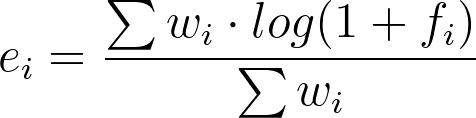 e_i = \frac{\sum w_i \cdot log(1 + f_i)}{\sum w_i}